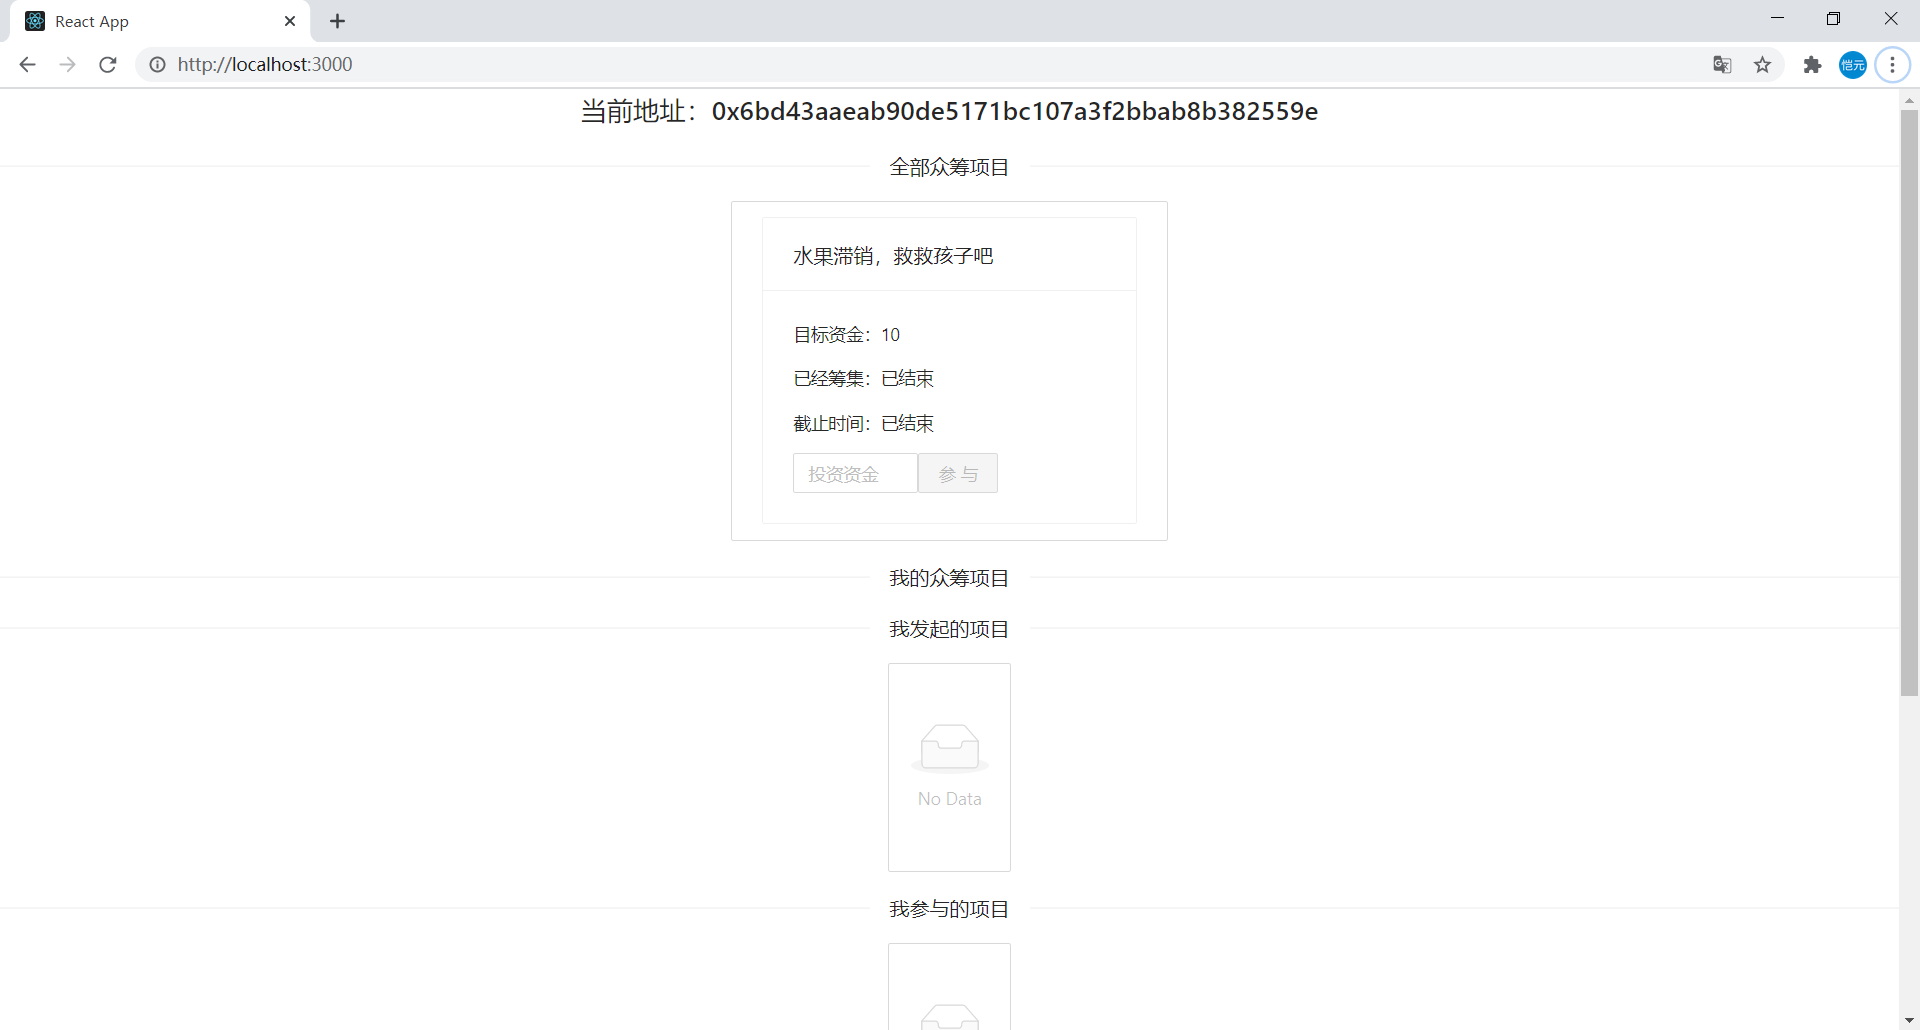 React App
http://localhost:3000
恺元
当前地址：0x6bd43aaeab90de5171bc107a3f2bbab8b382559e
全部众筹项目
水果滞销，救救孩子吧
目标资金：10
已经筹集：已结束
截止时间：已结束
投资资金 参 与
我的众筹项目
我发起的项目
No Data
我参与的项目